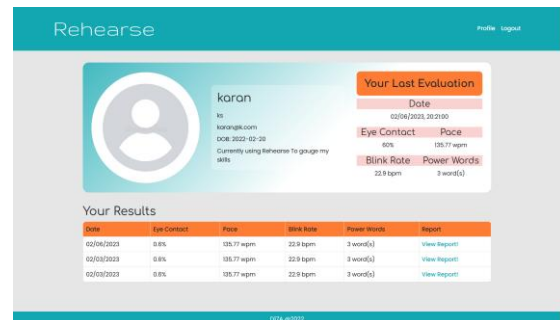 Rehearse
Profile Logout
karan
ks
karan@k.com
DOB: 2022-02-20
Currently using Rehearse To gauge my
skills
Your Last Evaluation
Date
02/06/2023, 20:21:00
Eye Contact Pace
60% 135.77 wpm
Blink Rate Power Words
22.9 bpm 3 word(s)
Your Results
Date Eye Contact Pace Blink Rate Power Words Report
02/06/2023 0.6% 135.77 wpm 22.9 bpm 3 word(s) View Report!
02/03/2023 0.6% 135.77 wpm 22.9 bpm 3 word(s) View Report!
02/03/2023 0.6% 135.77 wpm 22.9 bpm 3 word(s) View Report!